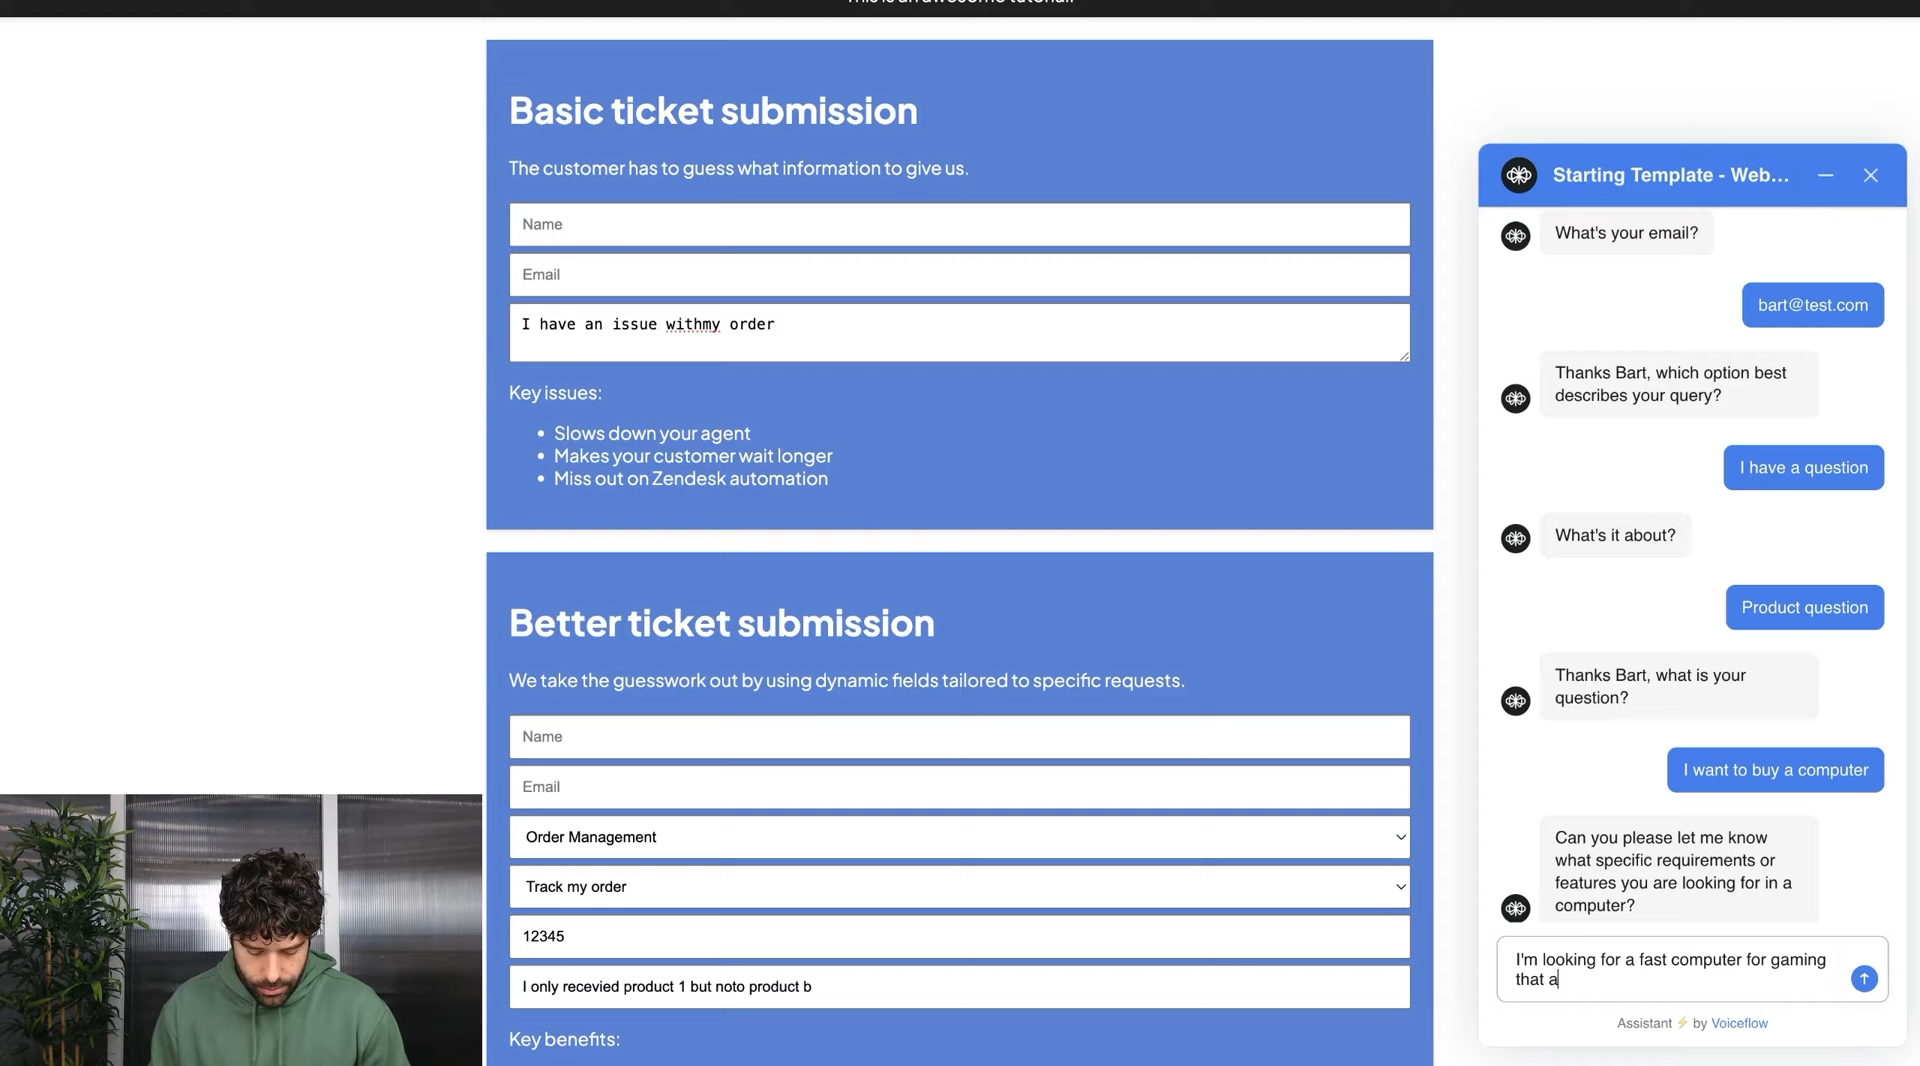 This is an awesome tutorial!
Basic ticket submission
The customer has to guess what information to give us.
Name
Email
I have an issue withmy order
Key issues:
• Slows down your agent
• Makes your customer wait longer
• Miss out on Zendesk automation
Better ticket submission
We take the guesswork out by using dynamic fields tailored to specific requests.
Name
Email
Order Management
Track my order
12345
I only recevied product 1 but noto product b
Key benefits:
Starting Template - Web...
What's your email?
bart@test.com
Thanks Bart, which option best
describes your query?
I have a question
What's it about?
Product question
Thanks Bart, what is your
question?
I want to buy a computer
Can you please let me know
what specific requirements or
features you are looking for in a
computer?
I'm looking for a fast computer for gaming
that a
Assistant ⚡ by Voiceflow